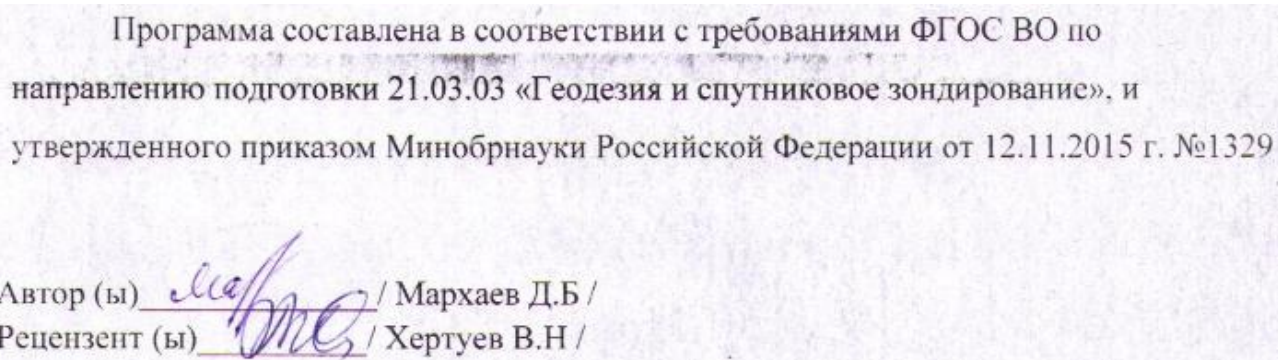 Программа составлена в соответствии с требованиями ФГОС ВО по
направлению подготовки 21.03.03 «Геодезия и спутниковое зондирование», и
утвержденного приказом Минобрнауки Российской Федерации от 12.11.2015 г. №1329
Автор (ы) / Мархаев Д.Б /
Рецензент (ы) / Хертуев В.Н /